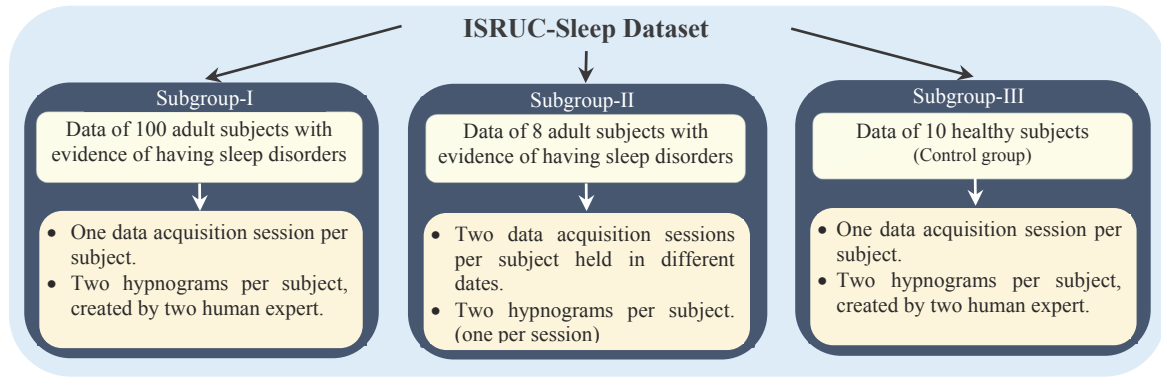 ISRUC-Sleep Dataset
Subgroup-I
Data of 100 adult subjects with
evidence of having sleep disorders
• One data acquisition session per
subject.
• Two hypnograms per subject,
created by two human expert.
Subgroup-II
Data of 8 adult subjects with
evidence of having sleep disorders
• Two data acquisition sessions
per subject held in different
dates.
• Two hypnograms per subject.
(one per session)
Subgroup-III
Data of 10 healthy subjects
(Control group)
• One data acquisition session per
subject.
• Two hypnograms per subject,
created by two human expert.